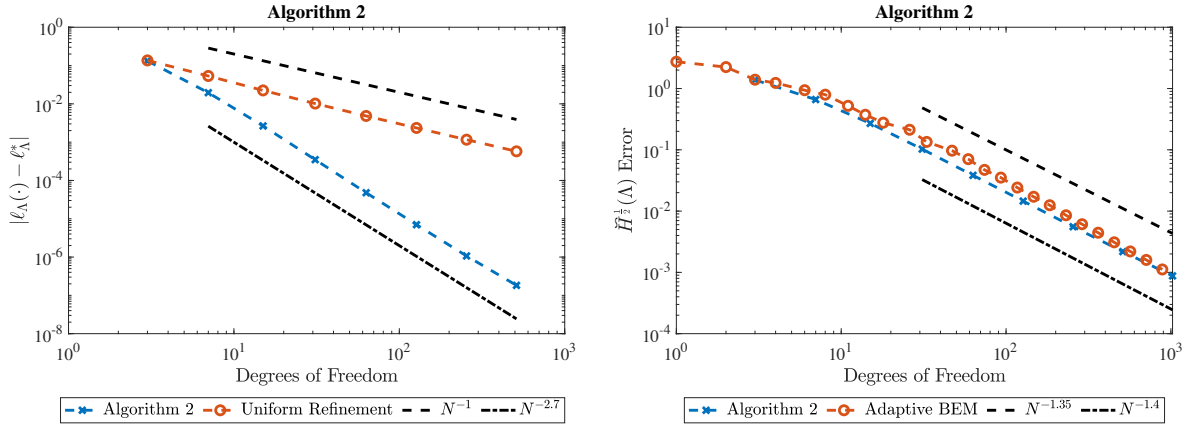 Algorithm 2
10^0
10^-2
10^-4
10^-6
10^-8
|ℓ_Λ(·) − ℓ*_Λ|
10^0 10^1 10^2 10^3
Degrees of Freedom
Algorithm 2 Uniform Refinement N^-1 N^-2.7
Algorithm 2
10^1
10^0
10^-1
10^-2
10^-3
10^-4
H̆^{1/2}(Λ) Error
10^0 10^1 10^2 10^3
Degrees of Freedom
Algorithm 2 Adaptive BEM N^-1.35 N^-1.4